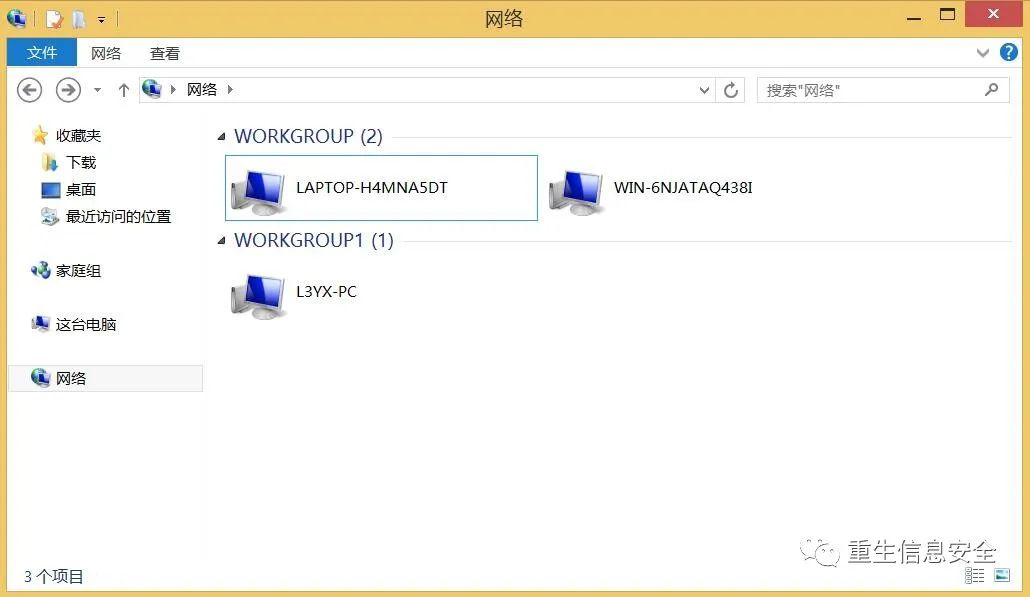 网络
文件 网络 查看
网络 搜索"网络"
收藏夹
下载
桌面
最近访问的位置
家庭组
这台电脑
网络
WORKGROUP (2)
LAPTOP-H4MNA5DT WIN-6NJATAQ438I
WORKGROUP1 (1)
L3YX-PC
重生信息安全
3 个项目